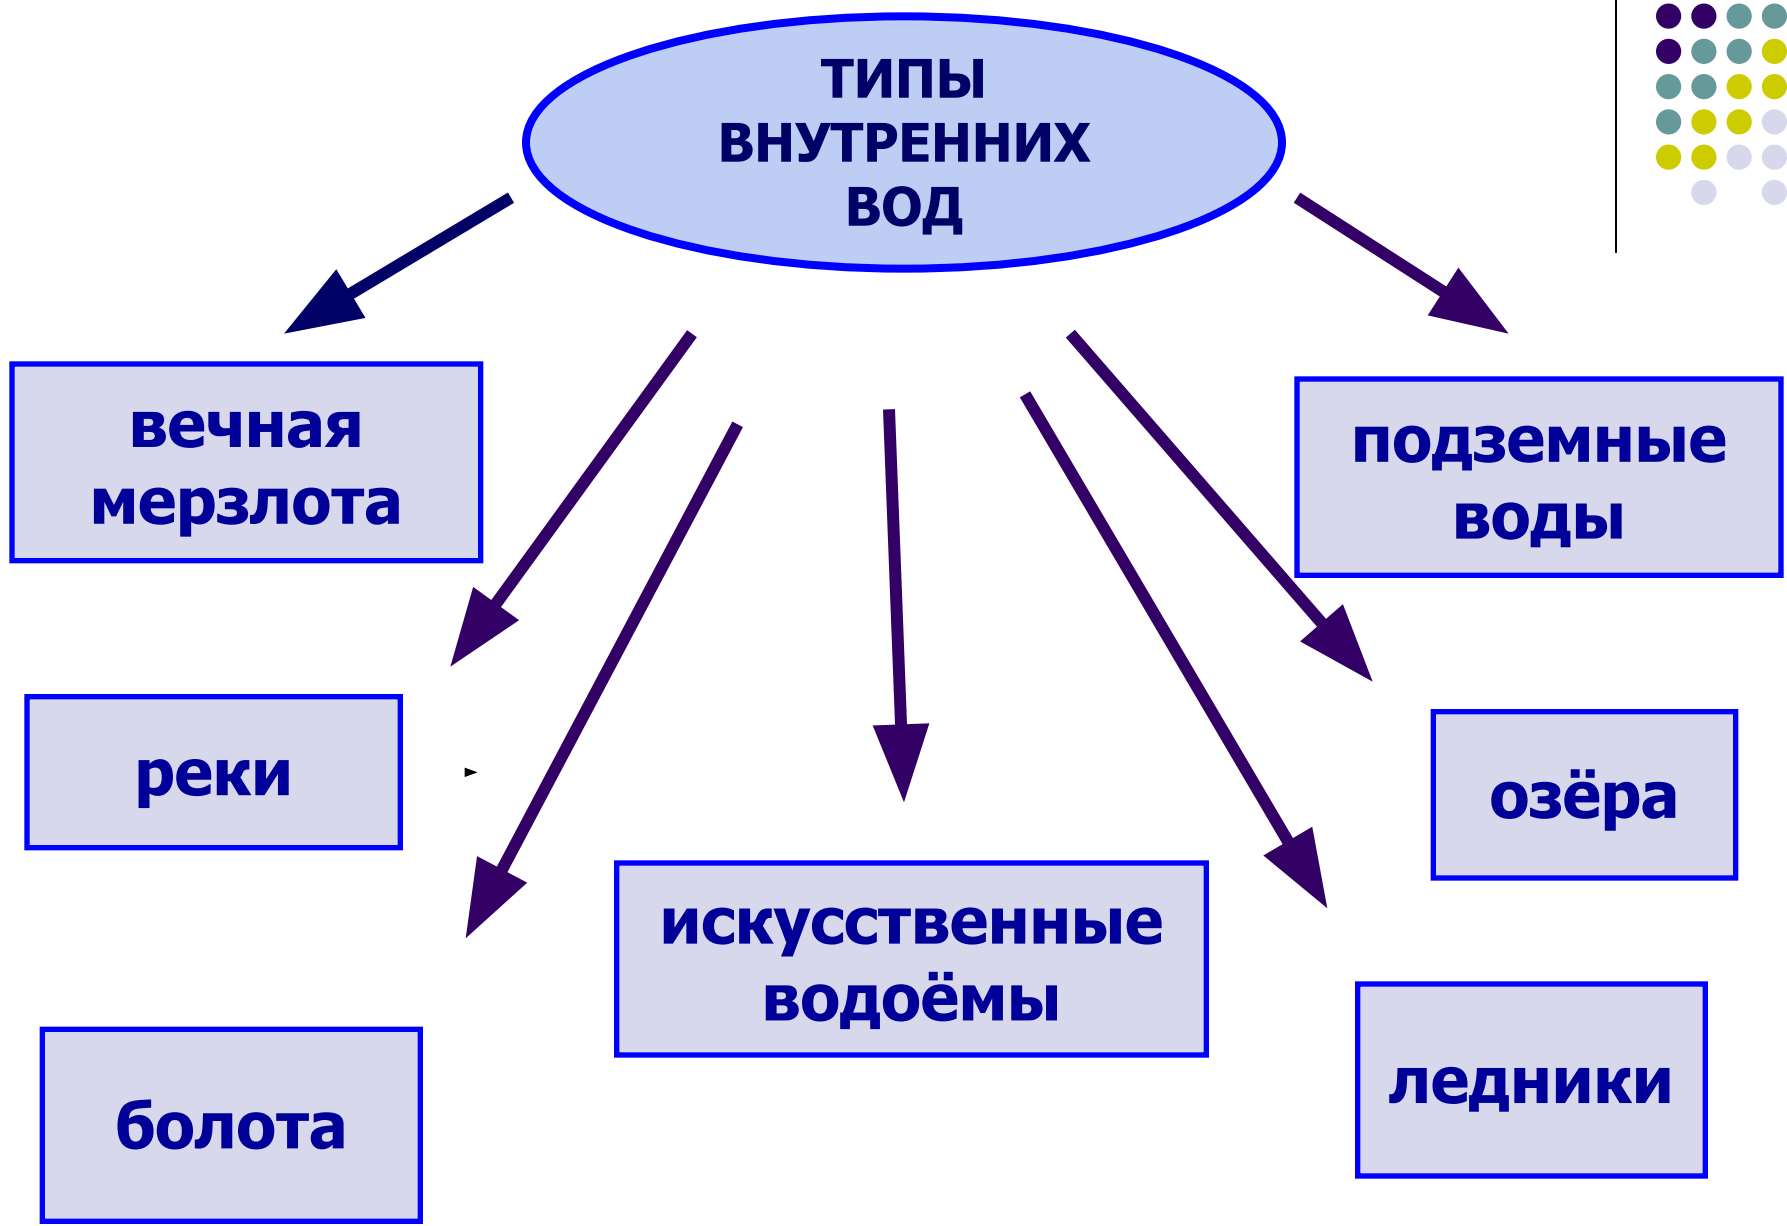 ТИПЫ
ВНУТРЕННИХ
ВОД
вечная
мерзлота
подземные
воды
реки
озёра
искусственные
водоёмы
ледники
болота